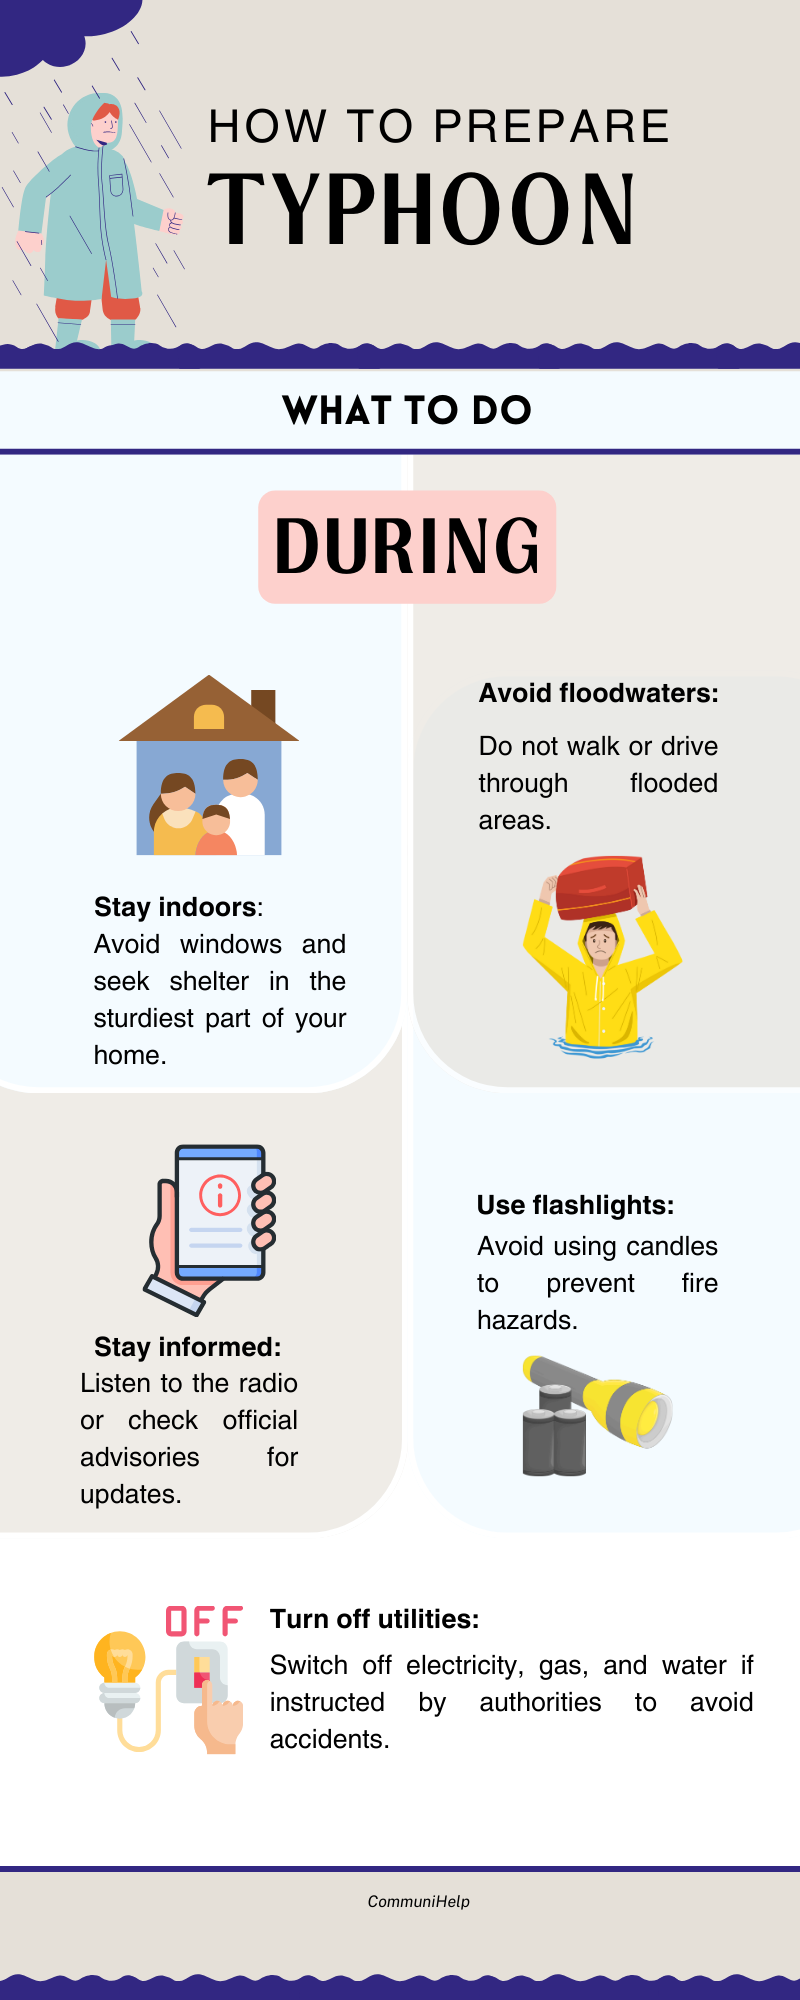 HOW TO PREPARE
TYPHOON
WHAT TO DO
DURING
Stay indoors:
Avoid windows and
seek shelter in the
sturdiest part of your
home.
Avoid floodwaters:
Do not walk or drive
through flooded
areas.
Stay informed:
Listen to the radio
or check official
advisories for
updates.
Use flashlights:
Avoid using candles
to prevent fire
hazards.
OFF
Turn off utilities:
Switch off electricity, gas, and water if
instructed by authorities to avoid
accidents.
CommuniHelp